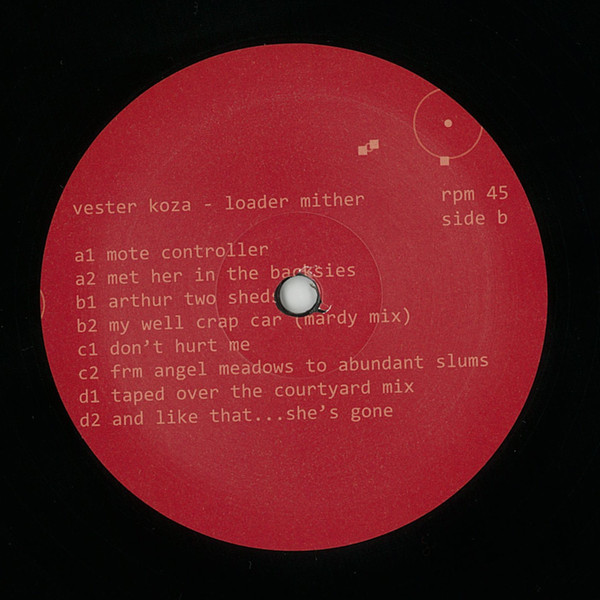 vester koza - loader mither
rpm 45
side b
a1 mote controller
a2 met her in the backsies
b1 arthur two sheds
b2 my well crap car (mardy mix)
c1 don't hurt me
c2 frm angel meadows to abundant slums
d1 taped over the courtyard mix
d2 and like that...she's gone